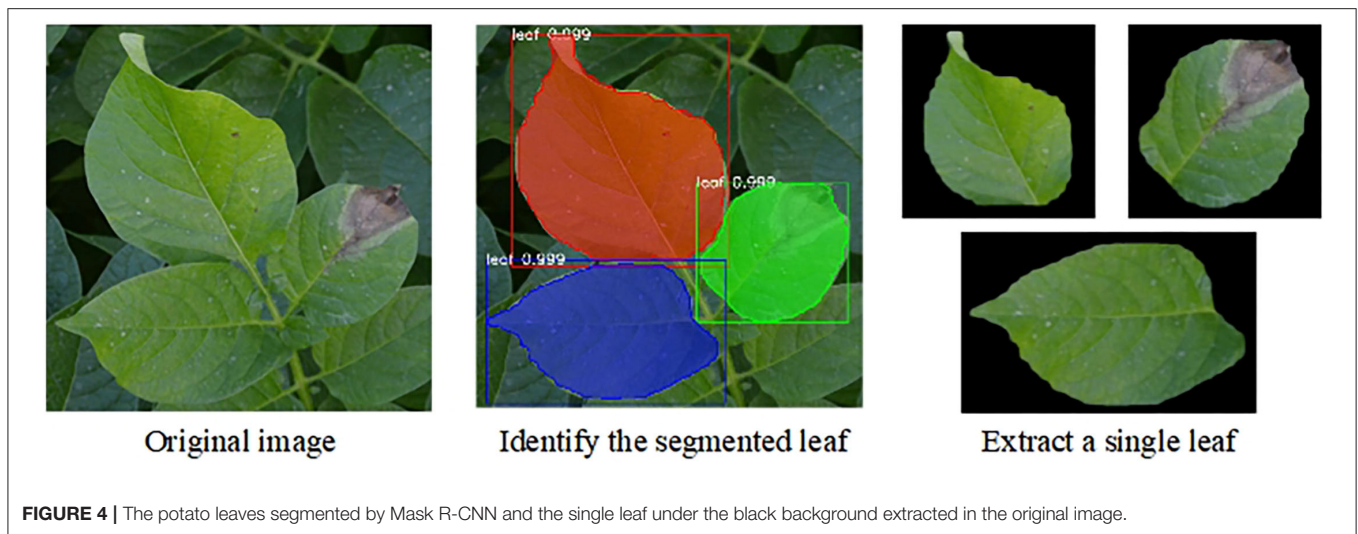 leaf 0.999
leaf 0.999
leaf 0.999
Original image
Identify the segmented leaf
Extract a single leaf
FIGURE 4 | The potato leaves segmented by Mask R-CNN and the single leaf under the black background extracted in the original image.